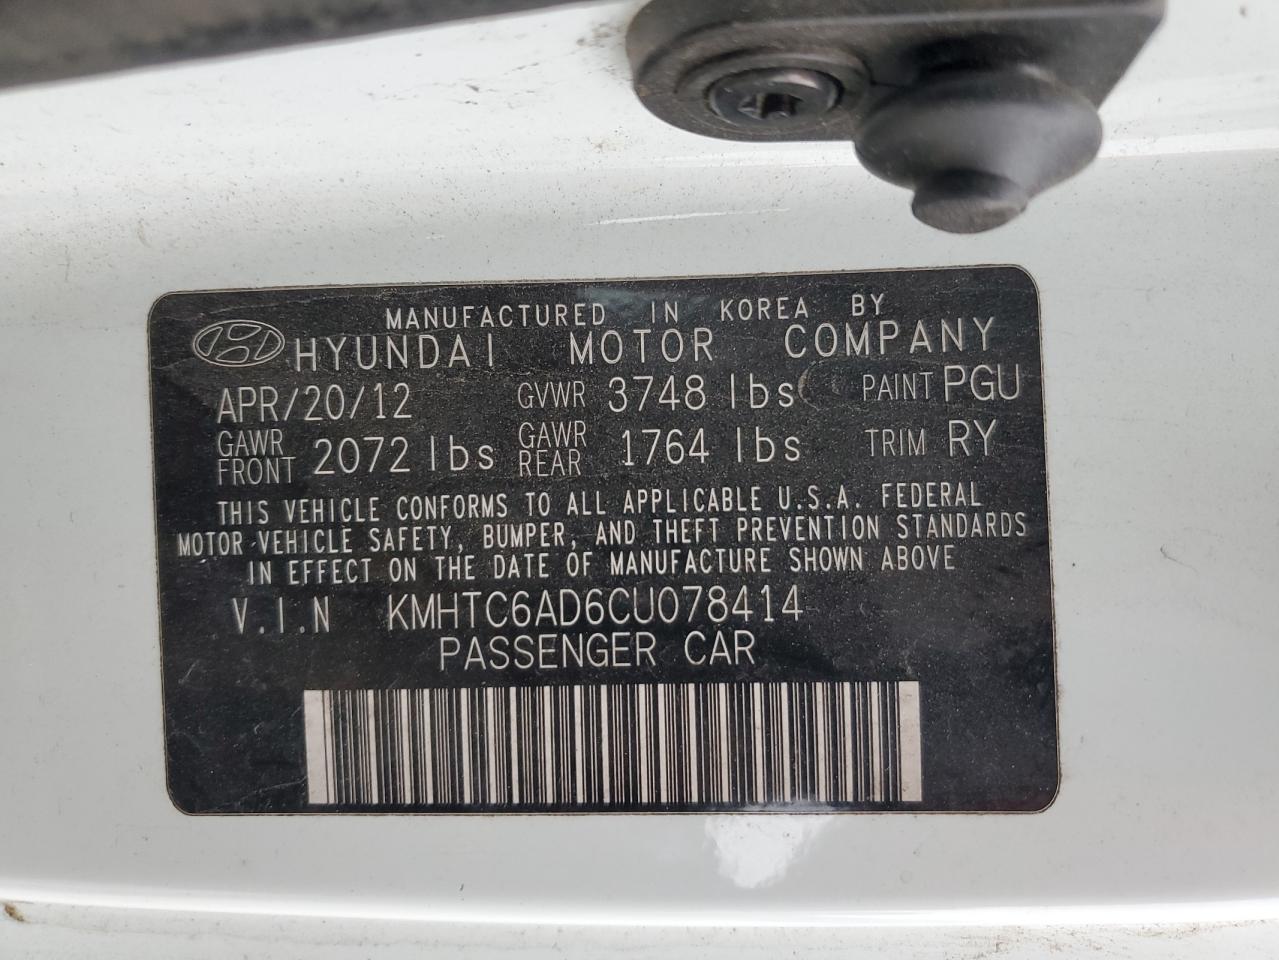 MANUFACTURED IN KOREA BY
HYUNDAI MOTOR COMPANY
APR/20/12 GVWR 3748 lbs PAINT PGU
GAWR FRONT 2072 lbs GAWR REAR 1764 lbs TRIM RY
THIS VEHICLE CONFORMS TO ALL APPLICABLE U.S.A. FEDERAL
MOTOR VEHICLE SAFETY, BUMPER, AND THEFT PREVENTION STANDARDS
IN EFFECT ON THE DATE OF MANUFACTURE SHOWN ABOVE
V.I.N KMHTC6AD6CU078414
PASSENGER CAR